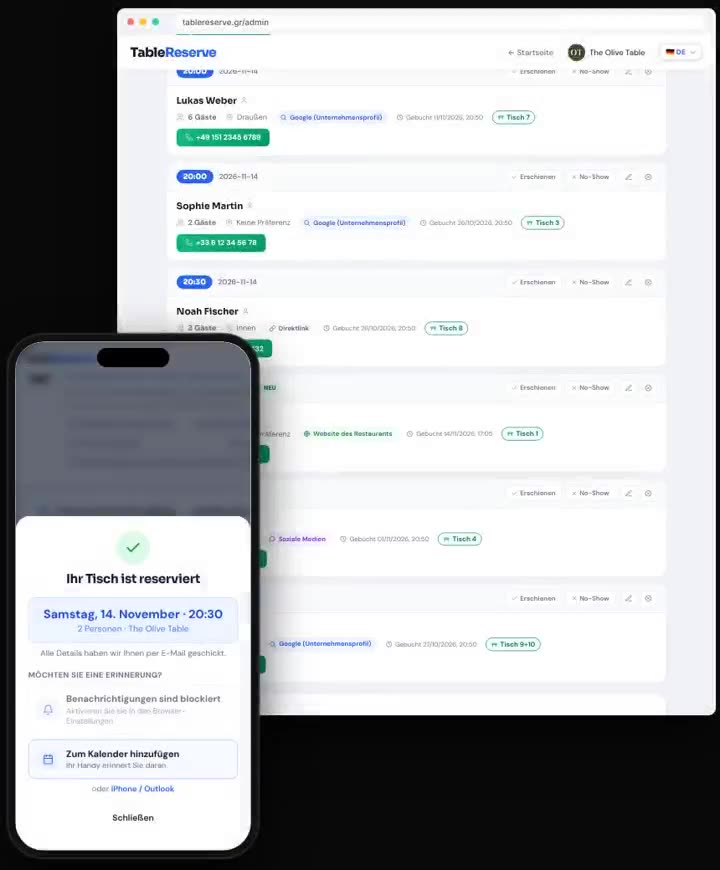 tablereserve.gr/admin
TableReserve
← Startseite
The Olive Table
DE
20:00 2026-11-14 Erschienen No-Show
Lukas Weber
6 Gäste Draußen Google (Unternehmensprofil) Gebucht 11/11/2026, 20:50 Tisch 7
+49 151 2345 6789
20:00 2026-11-14 Erschienen No-Show
Sophie Martin
2 Gäste Keine Präferenz Google (Unternehmensprofil) Gebucht 26/10/2026, 20:50 Tisch 3
+33 6 12 34 56 78
20:30 2026-11-14 Erschienen No-Show
Noah Fischer
3 Gäste Innen Direktlink Gebucht 26/10/2026, 20:50 Tisch 8
NEU Erschienen No-Show
Website des Restaurants Gebucht 14/11/2026, 17:05 Tisch 1
Erschienen No-Show
Soziale Medien Gebucht 01/11/2026, 20:50 Tisch 4
Erschienen No-Show
Google (Unternehmensprofil) Gebucht 27/10/2026, 20:50 Tisch 9+10
Ihr Tisch ist reserviert
Samstag, 14. November · 20:30
2 Personen · The Olive Table
Alle Details haben wir Ihnen per E-Mail geschickt.
MÖCHTEN SIE EINE ERINNERUNG?
Benachrichtigungen sind blockiert
Aktivieren Sie sie in den Browser-
Einstellungen
Zum Kalender hinzufügen
Ihr Handy erinnert Sie daran
oder iPhone / Outlook
Schließen